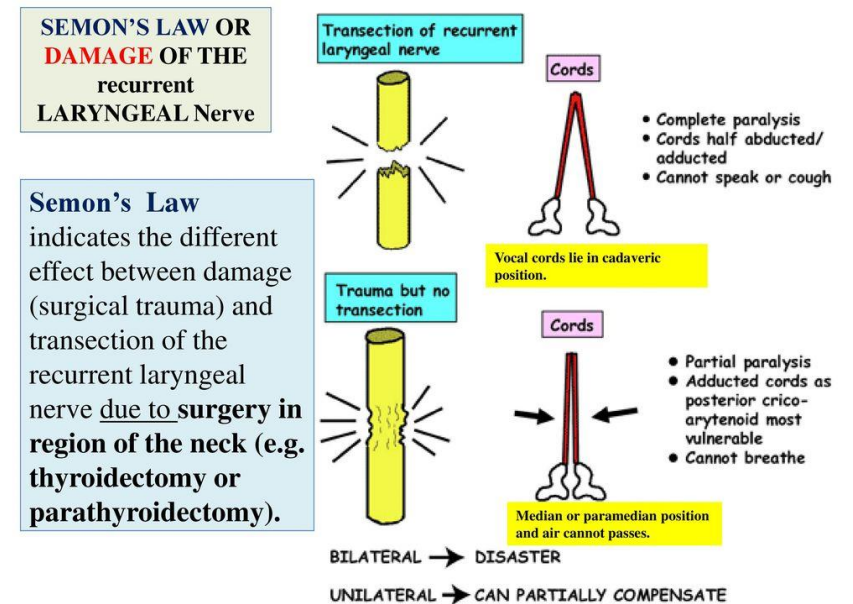 SEMON'S LAW OR
DAMAGE OF THE
recurrent
LARYNGEAL Nerve
Semon's Law
indicates the different
effect between damage
(surgical trauma) and
transection of the
recurrent laryngeal
nerve due to surgery in
region of the neck (e.g.
thyroidectomy or
parathyroidectomy).
Transection of recurrent
laryngeal nerve
Cords
• Complete paralysis
• Cords half abducted/
adducted
• Cannot speak or cough
Vocal cords lie in cadaveric
position.
Trauma but no
transection
Cords
• Partial paralysis
• Adducted cords as
posterior crico-
arytenoid most
vulnerable
• Cannot breathe
Median or paramedian position
and air cannot passes.
BILATERAL → DISASTER
UNILATERAL → CAN PARTIALLY COMPENSATE